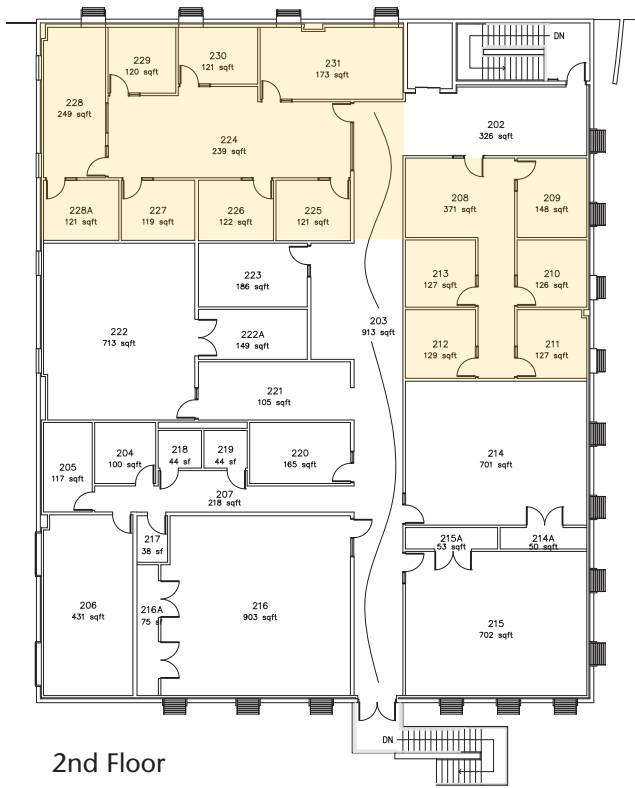 DN
229
120 sqft
230
121 sqft
231
173 sqft
228
249 sqft
202
326 sqft
224
239 sqft
208
371 sqft
209
148 sqft
228A
121 sqft
227
119 sqft
226
122 sqft
225
121 sqft
223
186 sqft
213
127 sqft
210
126 sqft
203
913 sqft
222
713 sqft
222A
149 sqft
212
129 sqft
211
127 sqft
221
105 sqft
218
44 sf
219
44 sf
220
165 sqft
204
100 sqft
205
117 sqft
214
701 sqft
207
218 sqft
217
38 sf
215A
53 sqft
214A
50 sqft
206
431 sqft
216A
75 sf
216
903 sqft
215
702 sqft
DN
2nd Floor